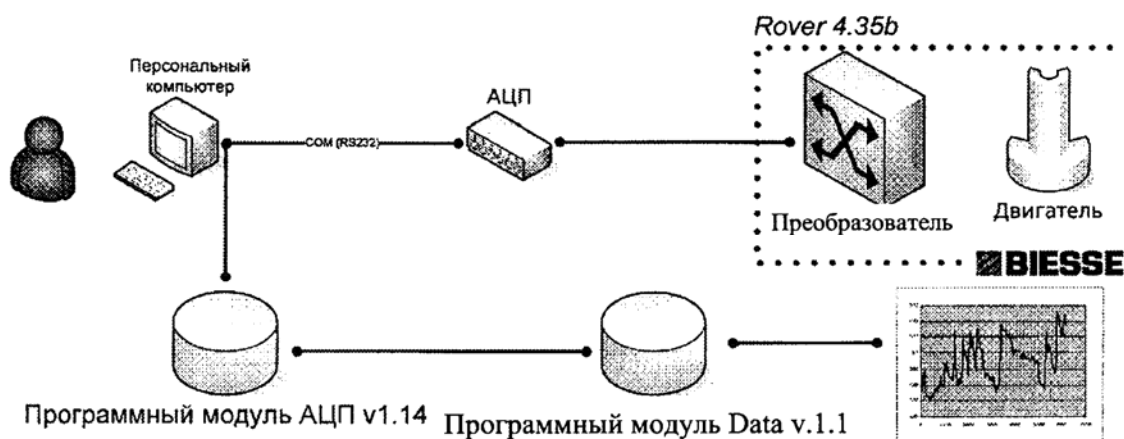 Rover 4.35b
Персональный
компьютер
АЦП
COM (RS232)
Преобразователь
Двигатель
BIESSE
Программный модуль АЦП v1.14
Программный модуль Data v.1.1